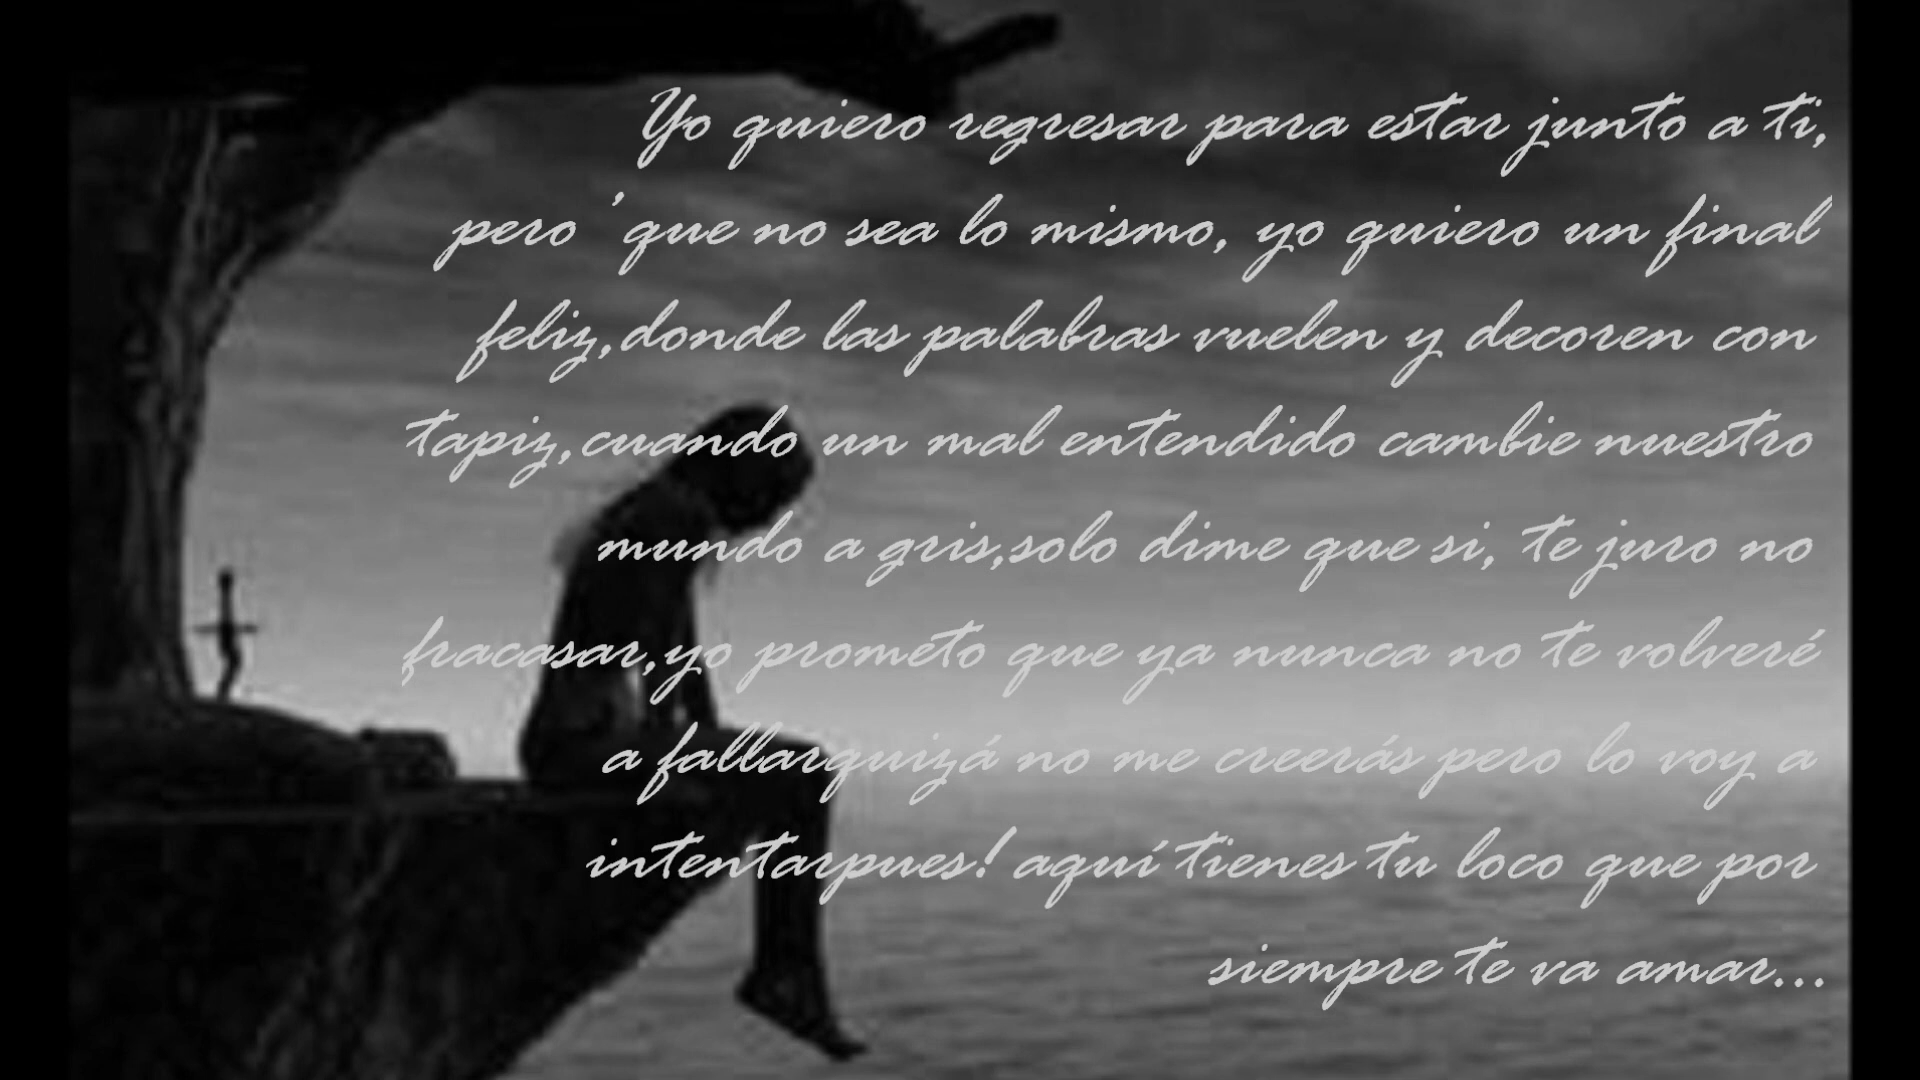 Yo quiero regresar para estar junto a ti,
pero 'que no sea lo mismo, yo quiero un final
feliz,donde las palabras vuelen y decoren con
tapiz,cuando un mal entendido cambie nuestro
mundo a gris,solo dime que si, te juro no
fracasar,yo prometo que ya nunca no te volveré
a fallarquizá no me creerás pero lo voy a
intentarpues! aquí tienes tu loco que por
siempre te va amar...